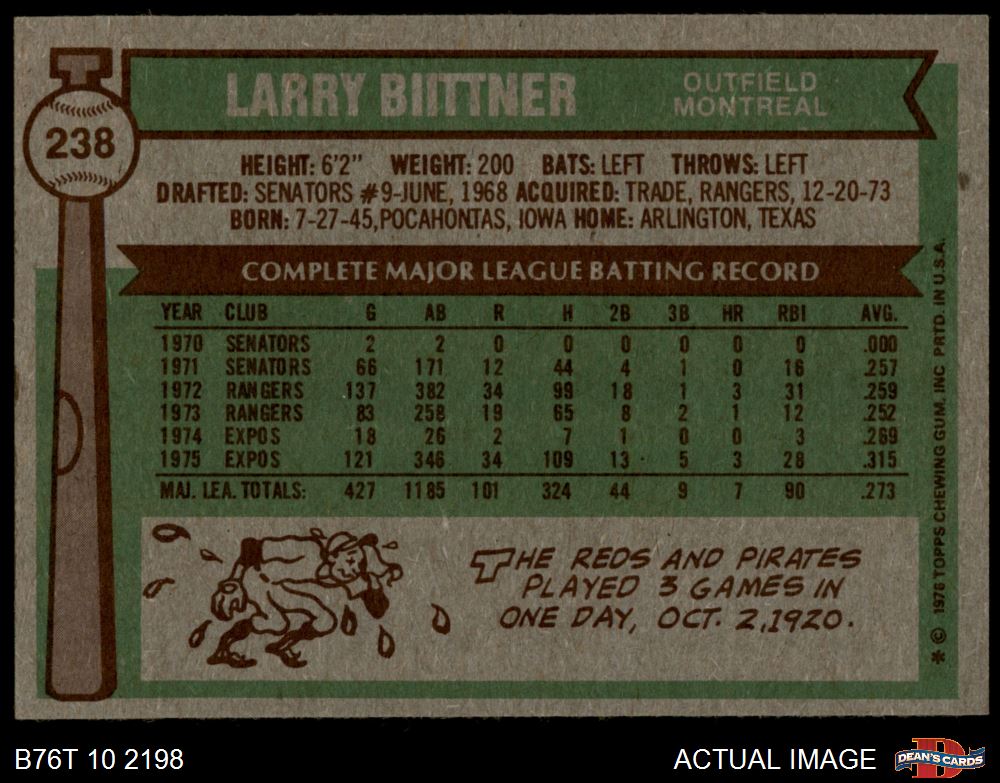 LARRY BIITTNER
OUTFIELD
MONTREAL
238
HEIGHT: 6'2" WEIGHT: 200 BATS: LEFT THROWS: LEFT
DRAFTED: SENATORS #9-JUNE, 1968 ACQUIRED: TRADE, RANGERS, 12-20-73
BORN: 7-27-45, POCAHONTAS, IOWA HOME: ARLINGTON, TEXAS
COMPLETE MAJOR LEAGUE BATTING RECORD
YEAR CLUB G AB R H 2B 3B HR RBI AVG.
1970 SENATORS 2 2 0 0 0 0 0 0 .000
1971 SENATORS 66 171 12 44 4 1 0 16 .257
1972 RANGERS 137 382 34 99 18 1 3 31 .259
1973 RANGERS 83 258 19 65 8 2 1 12 .252
1974 EXPOS 18 26 2 7 1 0 0 3 .269
1975 EXPOS 121 346 34 109 13 5 3 28 .315
MAJ. LEA. TOTALS: 427 1185 101 324 44 9 7 90 .273
THE REDS AND PIRATES
PLAYED 3 GAMES IN
ONE DAY, OCT. 2, 1920.
* © 1976 TOPPS CHEWING GUM, INC PRTD. IN U.S.A.
B76T 10 2198
ACTUAL IMAGE
D
DEAN'S CARDS